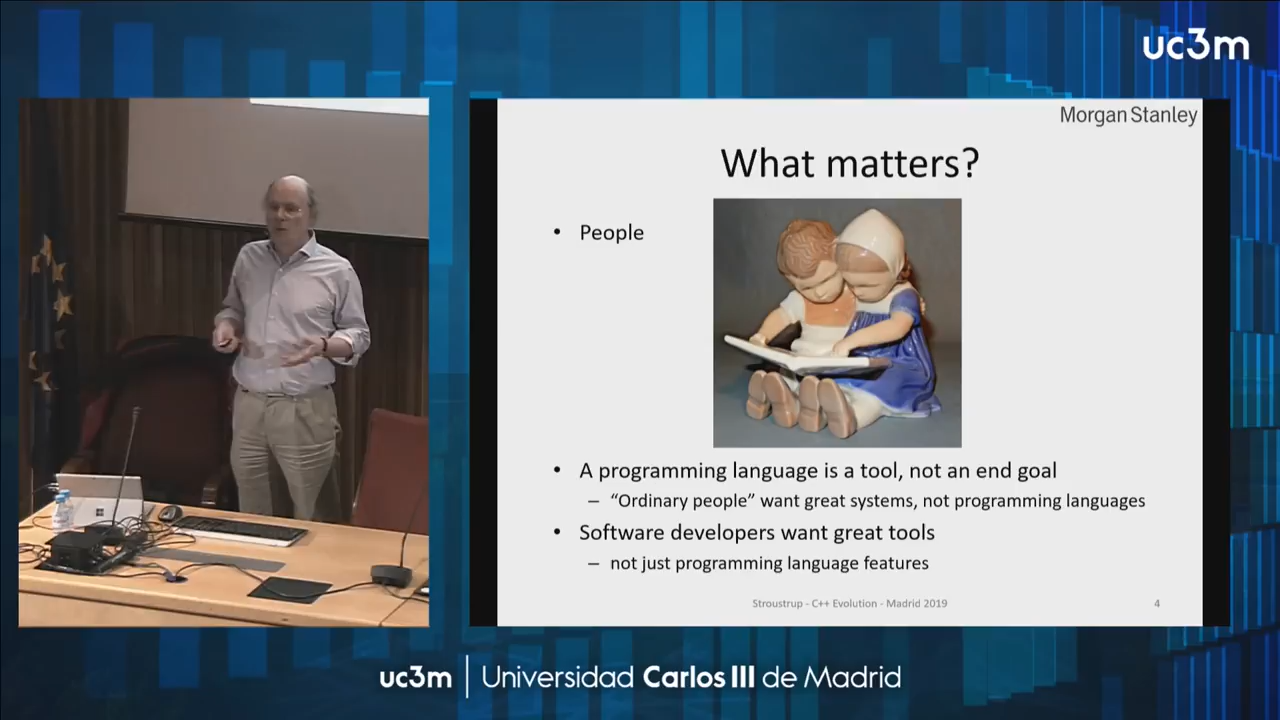 uc3m
Morgan Stanley
What matters?
• People
• A programming language is a tool, not an end goal
– “Ordinary people” want great systems, not programming languages
• Software developers want great tools
– not just programming language features
Stroustrup - C++ Evolution - Madrid 2019
4
uc3m | Universidad Carlos III de Madrid